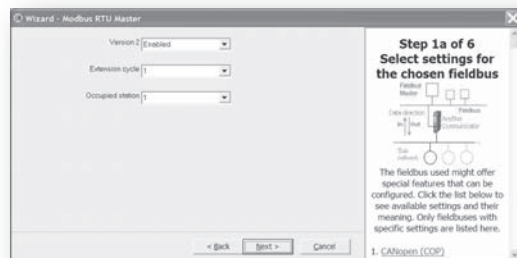 Wizard - Modbus RTU Master
Version 2 Enabled
Extension cycle 1
Occupied station 1
< Back Next > Cancel
Step 1a of 6
Select settings for
the chosen fieldbus
Fieldbus
Master
Fieldbus
Data direction
In out
AnyBus
Communicator
Sub
network
The fieldbus used might offer
special features that can be
configured. Click the list below to
see available settings and their
meaning. Only fieldbuses with
specific settings are listed here.
1. CANopen (COP)